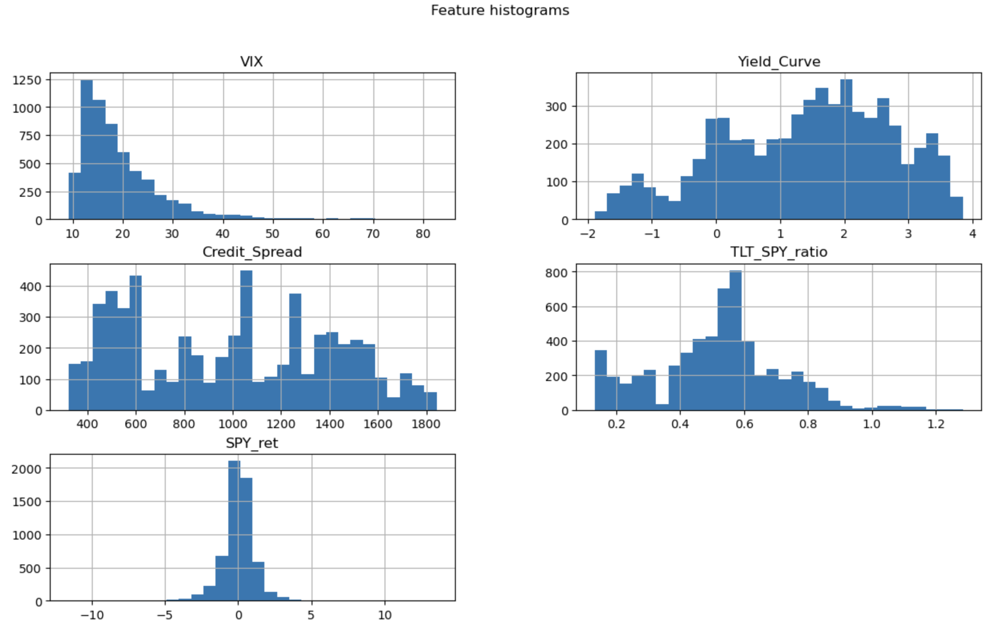 Feature histograms
VIX
1250
1000
750
500
250
0
10 20 30 40 50 60 70 80
Yield_Curve
300
200
100
0
−2 −1 0 1 2 3 4
Credit_Spread
400
300
200
100
0
400 600 800 1000 1200 1400 1600 1800
TLT_SPY_ratio
800
600
400
200
0
0.2 0.4 0.6 0.8 1.0 1.2
SPY_ret
2000
1500
1000
500
0
−10 −5 0 5 10